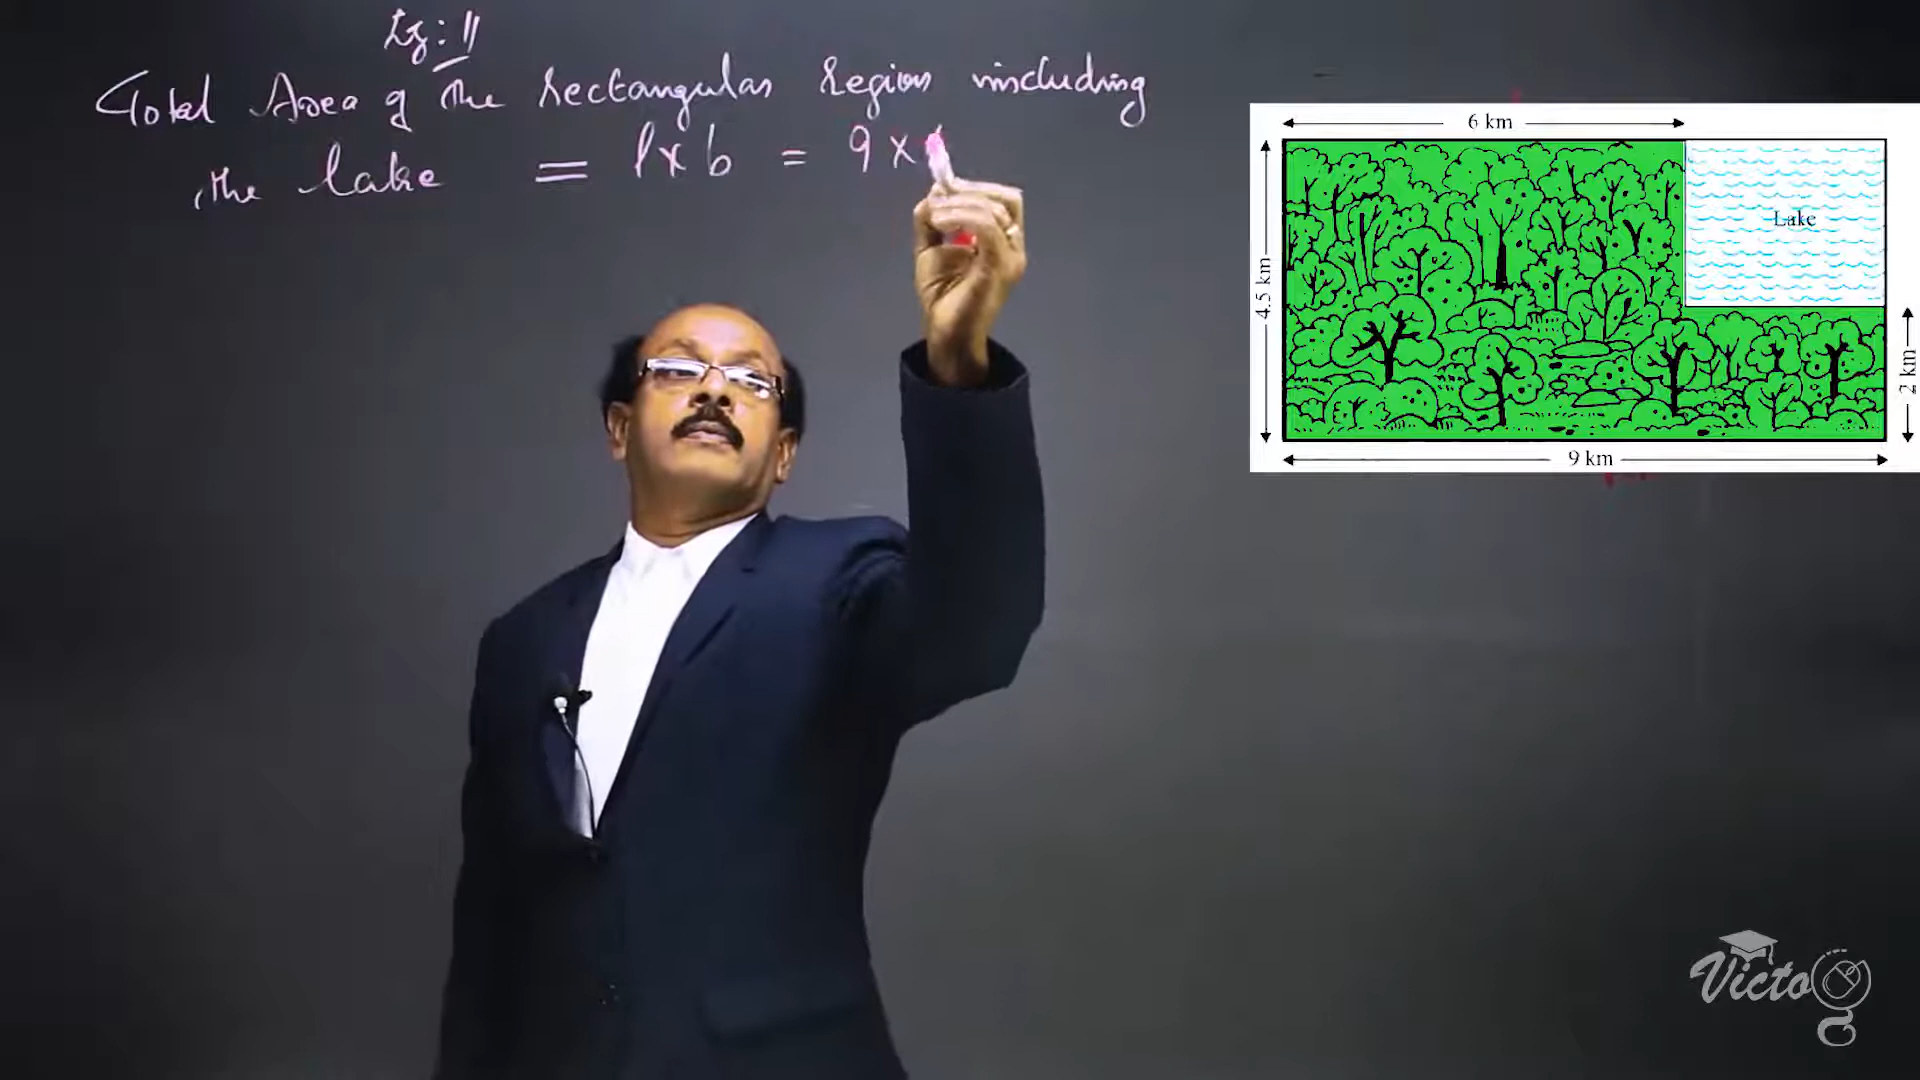 Eg: 11
Total Area of the rectangular region including
the lake = l x b = 9 x
6 km
Lake
4.5 km
2 km
9 km
Victo